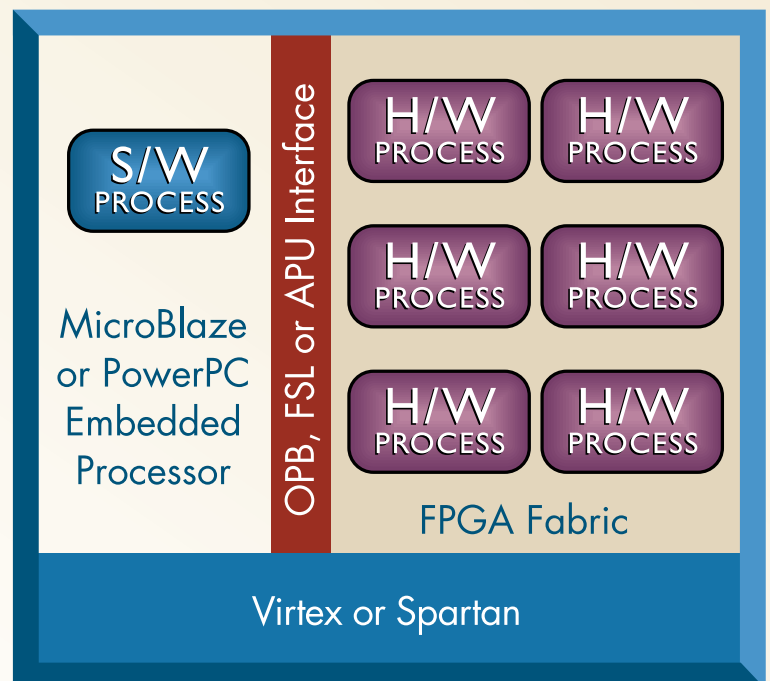 S/W
PROCESS
MicroBlaze
or PowerPC
Embedded
Processor
OPB, FSL or APU Interface
H/W
PROCESS
H/W
PROCESS
H/W
PROCESS
H/W
PROCESS
H/W
PROCESS
H/W
PROCESS
FPGA Fabric
Virtex or Spartan